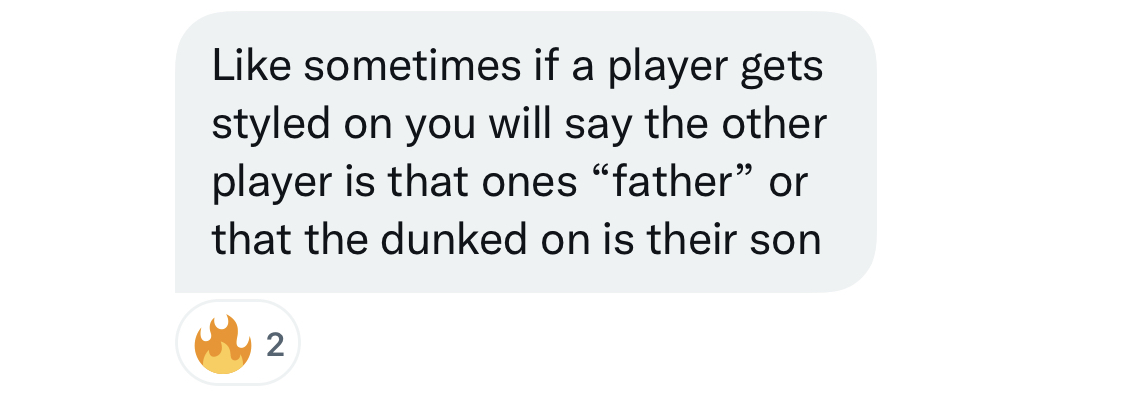 Like sometimes if a player gets
styled on you will say the other
player is that ones “father” or
that the dunked on is their son
2